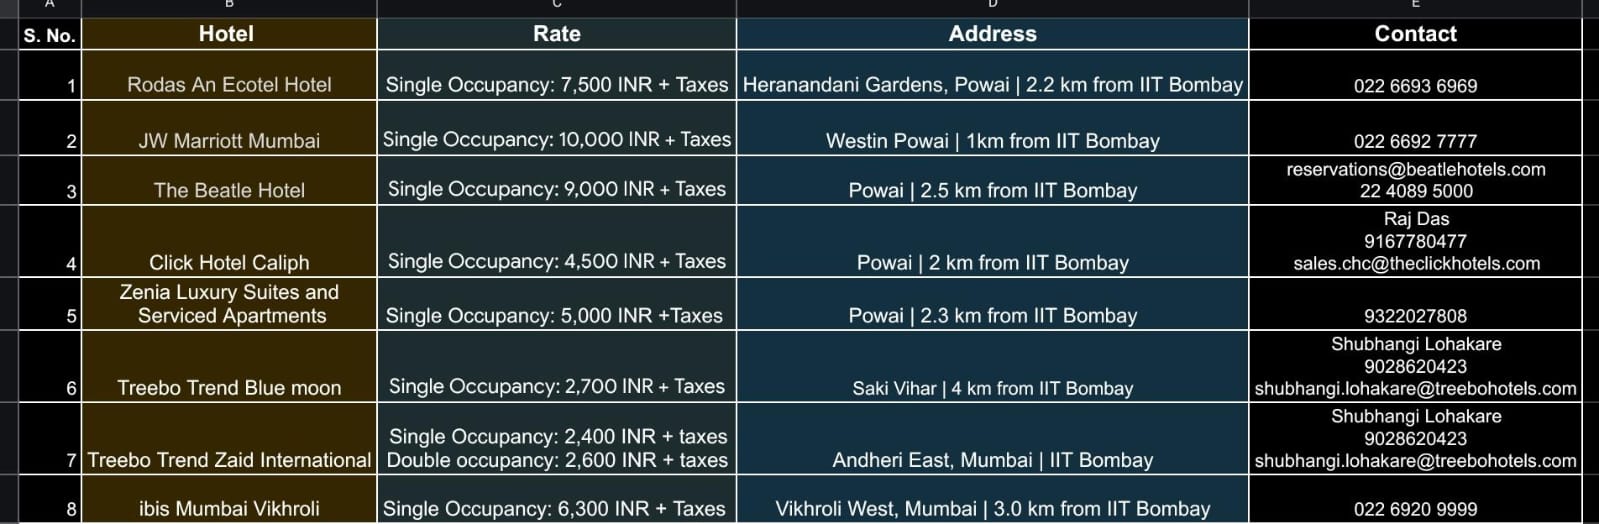 A B C D E
S. No. Hotel Rate Address Contact
1 Rodas An Ecotel Hotel Single Occupancy: 7,500 INR + Taxes Heranandani Gardens, Powai | 2.2 km from IIT Bombay 022 6693 6969
2 JW Marriott Mumbai Single Occupancy: 10,000 INR + Taxes Westin Powai | 1km from IIT Bombay 022 6692 7777
reservations@beatlehotels.com
3 The Beatle Hotel Single Occupancy: 9,000 INR + Taxes Powai | 2.5 km from IIT Bombay 22 4089 5000
Raj Das
9167780477
4 Click Hotel Caliph Single Occupancy: 4,500 INR + Taxes Powai | 2 km from IIT Bombay sales.chc@theclickhotels.com
Zenia Luxury Suites and
5 Serviced Apartments Single Occupancy: 5,000 INR +Taxes Powai | 2.3 km from IIT Bombay 9322027808
Shubhangi Lohakare
9028620423
6 Treebo Trend Blue moon Single Occupancy: 2,700 INR + Taxes Saki Vihar | 4 km from IIT Bombay shubhangi.lohakare@treebohotels.com
Shubhangi Lohakare
Single Occupancy: 2,400 INR + taxes 9028620423
7 Treebo Trend Zaid International Double occupancy: 2,600 INR + taxes Andheri East, Mumbai | IIT Bombay shubhangi.lohakare@treebohotels.com
8 ibis Mumbai Vikhroli Single Occupancy: 6,300 INR + Taxes Vikhroli West, Mumbai | 3.0 km from IIT Bombay 022 6920 9999